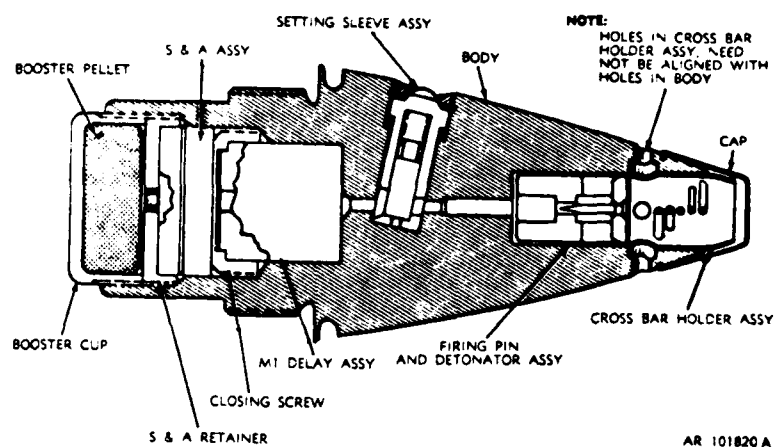 SETTING SLEEVE ASSY
NOTE:
HOLES IN CROSS BAR
HOLDER ASSY, NEED
NOT BE ALIGNED WITH
HOLES IN BODY
S & A ASSY
BODY
BOOSTER PELLET
CAP
CROSS BAR HOLDER ASSY
BOOSTER CUP
FIRING PIN
AND DETONATOR ASSY
M1 DELAY ASSY
CLOSING SCREW
S & A RETAINER
AR 101820 A